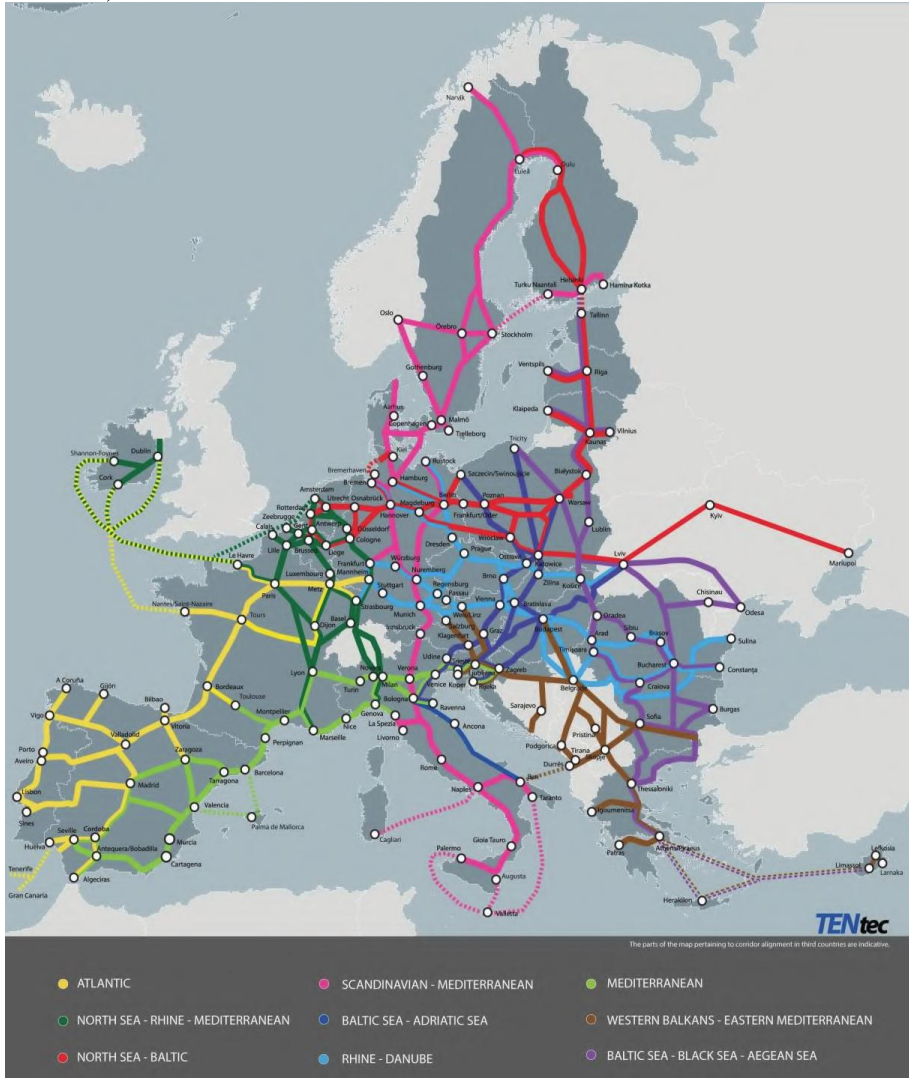 Narvik
Luleå
Oulu
Helsinki
Turku Naantali
Hamina Kotka
Tallinn
Oslo
Örebro
Stockholm
Gothenburg
Ventspils
Riga
Aarhus
Copenhagen
Malmö
Trelleborg
Klaipeda
Kaunas
Vilnius
Shannon-Foynes
Dublin
Cork
Kiel
Rostock
Tricity
Bremerhaven
Bremen
Hamburg
Szczecin/Swinoujscie
Białystok
Amsterdam
Utrecht
Osnabrück
Rotterdam
Hannover
Magdeburg
Berlin
Frankfurt/Oder
Poznan
Warsaw
Zeebrugge
Calais
Gent
Antwerp
Düsseldorf
Cologne
Lille
Brussels
Liege
Dresden
Wroclaw
Lublin
Kyiv
Mariupol
Le Havre
Luxembourg
Frankfurt
Mannheim
Würzburg
Nuremberg
Prague
Ostrava
Katowice
Lviv
Paris
Metz
Stuttgart
Regensburg
Passau
Brno
Žilina
Košice
Chisinau
Odesa
Nantes/Saint-Nazaire
Tours
Dijon
Strasbourg
Basel
Munich
Wels/Linz
Salzburg
Vienna
Bratislava
Budapest
Oradea
Innsbruck
Klagenfurt
Graz
Arad
Sibiu
Brasov
Sulina
Timișoara
Lyon
Turin
Novara
Milan
Verona
Udine
Venice
Koper
Ljubljana
Rijeka
Zagreb
Belgrade
Craiova
Bucharest
Constanța
Bordeaux
Toulouse
Genova
Bologna
Ravenna
A Coruña
Gijón
Bilbao
Vitoria
Montpellier
Marseille
Nice
La Spezia
Livorno
Ancona
Sarajevo
Pristina
Sofia
Burgas
Vigo
Valladolid
Zaragoza
Perpignan
Porto
Aveiro
Madrid
Tarragona
Barcelona
Rome
Podgorica
Tirana
Skopje
Durrës
Lisbon
Sines
Valencia
Palma de Mallorca
Naples
Bari
Taranto
Thessaloniki
Igoumenitsa
Seville
Cordoba
Huelva
Murcia
Antequera/Bobadilla
Cartagena
Cagliari
Palermo
Gioia Tauro
Patras
Athens/Piraeus
Tenerife
Algeciras
Gran Canaria
Augusta
Valletta
Heraklion
Lefkosia
Limassol
Larnaka
TENtec
The parts of the map pertaining to corridor alignment in third countries are indicative.
ATLANTIC
NORTH SEA - RHINE - MEDITERRANEAN
NORTH SEA - BALTIC
SCANDINAVIAN - MEDITERRANEAN
BALTIC SEA - ADRIATIC SEA
RHINE - DANUBE
MEDITERRANEAN
WESTERN BALKANS - EASTERN MEDITERRANEAN
BALTIC SEA - BLACK SEA - AEGEAN SEA